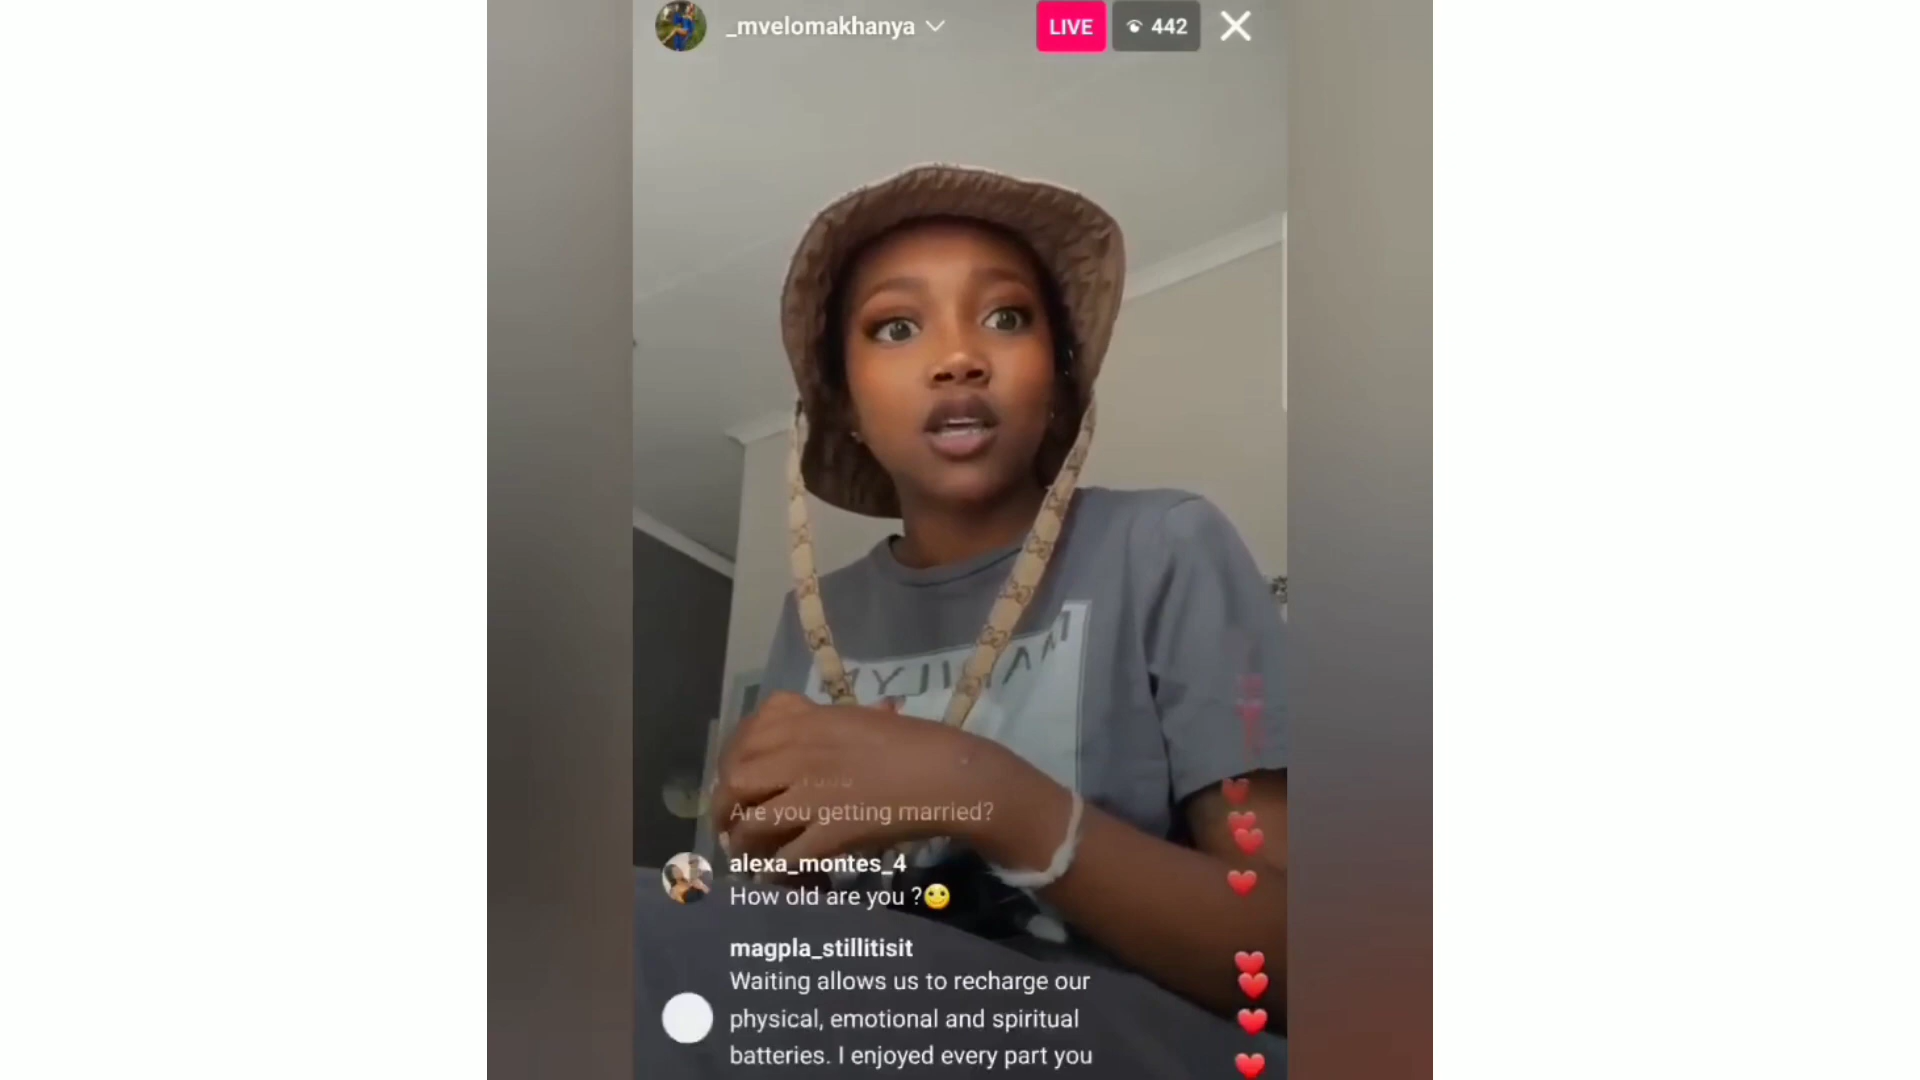 _mvelomakhanya
LIVE
442
Are you getting married?
alexa_montes_4
How old are you ?
magpla_stillitisit
Waiting allows us to recharge our
physical, emotional and spiritual
batteries. I enjoyed every part you